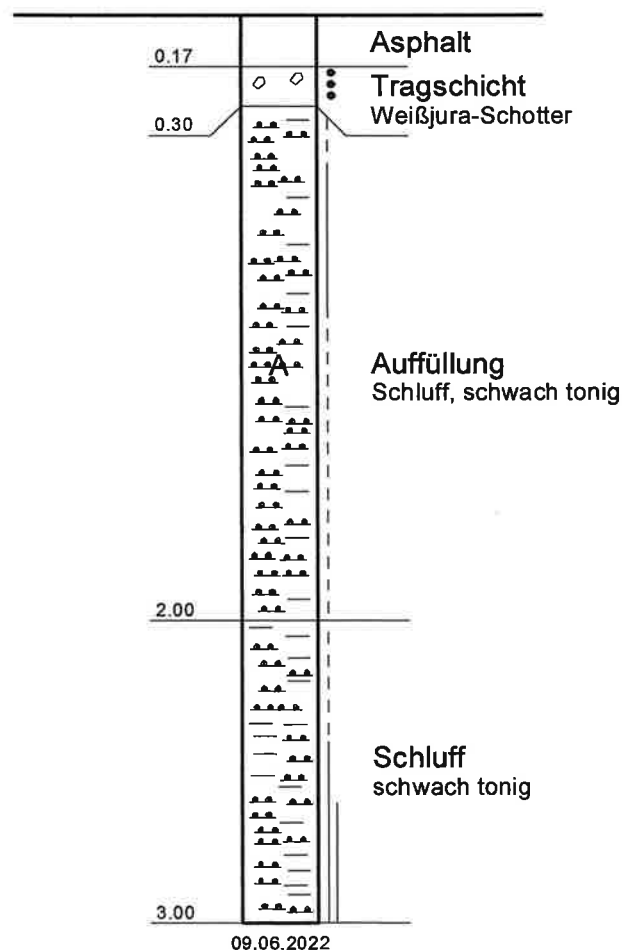 Asphalt
0.17
Tragschicht
Weißjura-Schotter
0.30
A
Auffüllung
Schluff, schwach tonig
2.00
Schluff
schwach tonig
3.00
09.06.2022